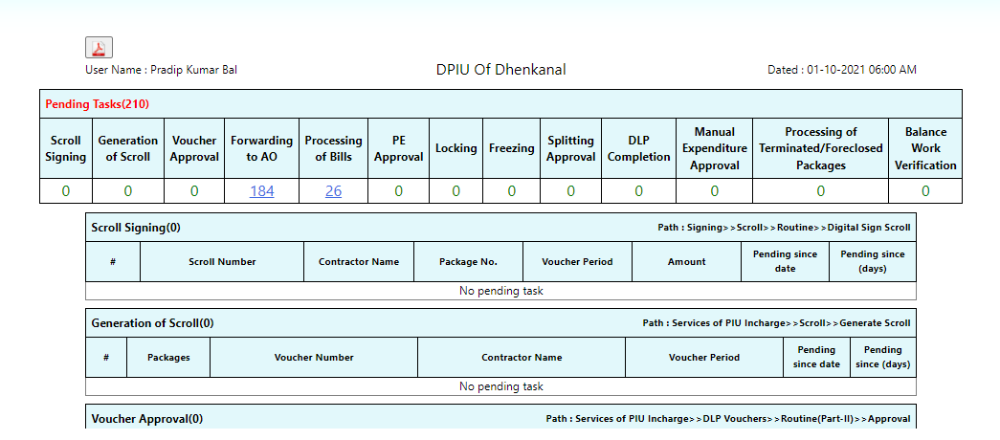 User Name : Pradip Kumar Bal
DPIU Of Dhenkanal
Dated : 01-10-2021 06:00 AM
Pending Tasks(210)
Scroll Signing
Generation of Scroll
Voucher Approval
Forwarding to AO
Processing of Bills
PE Approval
Locking
Freezing
Splitting Approval
DLP Completion
Manual Expenditure Approval
Processing of Terminated/Foreclosed Packages
Balance Work Verification
0 0 0 184 26 0 0 0 0 0 0 0 0
Scroll Signing(0) Path : Signing>>Scroll>>Routine>>Digital Sign Scroll
# Scroll Number Contractor Name Package No. Voucher Period Amount Pending since date Pending since (days)
No pending task
Generation of Scroll(0) Path : Services of PIU Incharge>>Scroll>>Generate Scroll
# Packages Voucher Number Contractor Name Voucher Period Pending since date Pending since (days)
No pending task
Voucher Approval(0) Path : Services of PIU Incharge>>DLP Vouchers>>Routine(Part-II)>>Approval